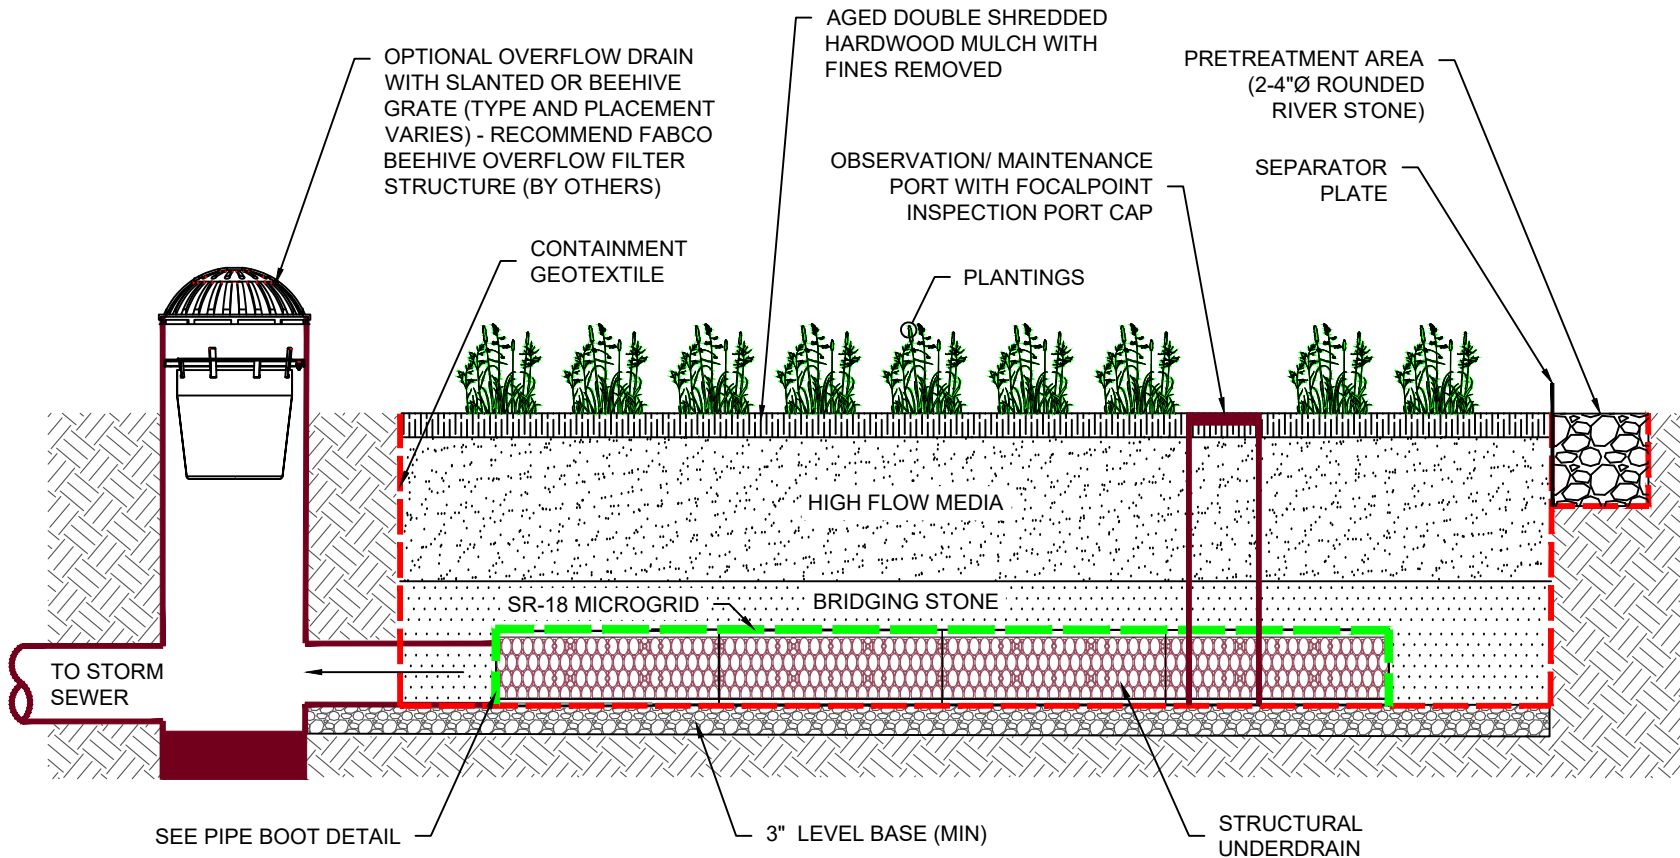 AGED DOUBLE SHREDDED
HARDWOOD MULCH WITH
FINES REMOVED
OPTIONAL OVERFLOW DRAIN
WITH SLANTED OR BEEHIVE
GRATE (TYPE AND PLACEMENT
VARIES) - RECOMMEND FABCO
BEEHIVE OVERFLOW FILTER
STRUCTURE (BY OTHERS)
PRETREATMENT AREA
(2-4"Ø ROUNDED
RIVER STONE)
OBSERVATION/ MAINTENANCE
PORT WITH FOCALPOINT
INSPECTION PORT CAP
SEPARATOR
PLATE
CONTAINMENT
GEOTEXTILE
PLANTINGS
HIGH FLOW MEDIA
SR-18 MICROGRID
BRIDGING STONE
TO STORM
SEWER
SEE PIPE BOOT DETAIL
3" LEVEL BASE (MIN)
STRUCTURAL
UNDERDRAIN